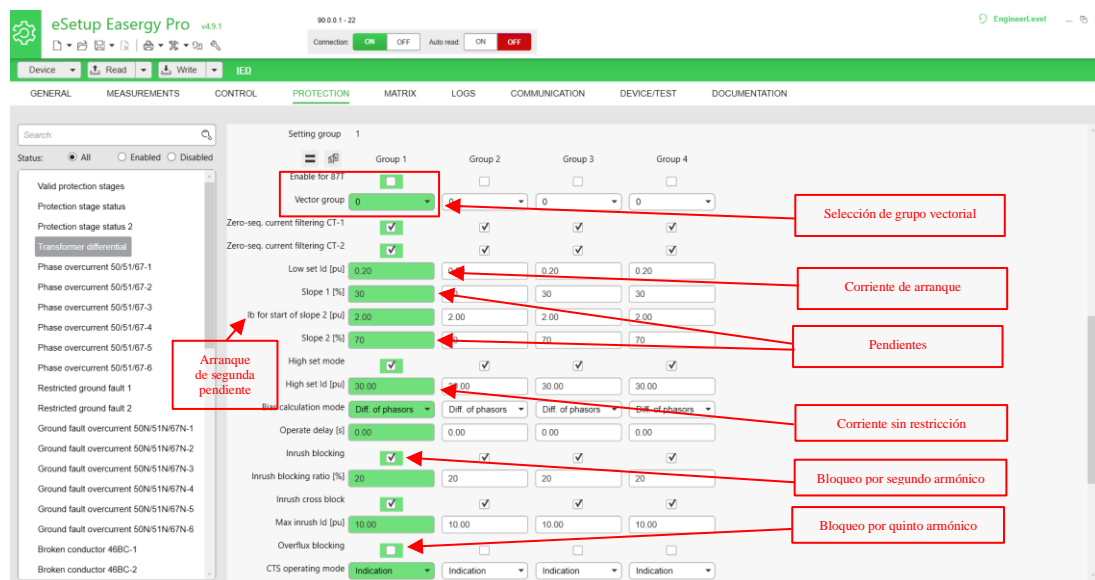 eSetup Easergy Pro v4.9.1
90.0.0.1 - 22
EngineerLevel
Connection: ON OFF Auto read: ON OFF
Device Read Write IED
GENERAL MEASUREMENTS CONTROL PROTECTION MATRIX LOGS COMMUNICATION DEVICE/TEST DOCUMENTATION
Search:
Status: All Enabled Disabled
Valid protection stages
Protection stage status
Protection stage status 2
Transformer differential
Phase overcurrent 50/51/67-1
Phase overcurrent 50/51/67-2
Phase overcurrent 50/51/67-3
Phase overcurrent 50/51/67-4
Phase overcurrent 50/51/67-5
Phase overcurrent 50/51/67-6
Restricted ground fault 1
Restricted ground fault 2
Ground fault overcurrent 50N/51N/67N-1
Ground fault overcurrent 50N/51N/67N-2
Ground fault overcurrent 50N/51N/67N-3
Ground fault overcurrent 50N/51N/67N-4
Ground fault overcurrent 50N/51N/67N-5
Ground fault overcurrent 50N/51N/67N-6
Broken conductor 46BC-1
Broken conductor 46BC-2
Setting group 1
Group 1 Group 2 Group 3 Group 4
Enable for 87T
Vector group 0 0 0 0
Zero-seq. current filtering CT-1
Zero-seq. current filtering CT-2
Low set Id [pu] 0.20 0.20 0.20
Slope 1 [%] 30 30 30
Ib for start of slope 2 [pu] 2.00 2.00 2.00 2.00
Slope 2 [%] 70 70 70
High set mode
High set Id [pu] 30.00 30.00 30.00
Bias calculation mode Diff. of phasors Diff. of phasors Diff. of phasors Diff. of phasors
Operate delay [s] 0.00 0.00 0.00 0.00
Inrush blocking
Inrush blocking ratio [%] 20 20 20 20
Inrush cross block
Max inrush Id [pu] 10.00 10.00 10.00 10.00
Overflux blocking
CTS operating mode Indication Indication Indication Indication
Selección de grupo vectorial
Corriente de arranque
Pendientes
Arranque
de segunda
pendiente
Corriente sin restricción
Bloqueo por segundo armónico
Bloqueo por quinto armónico